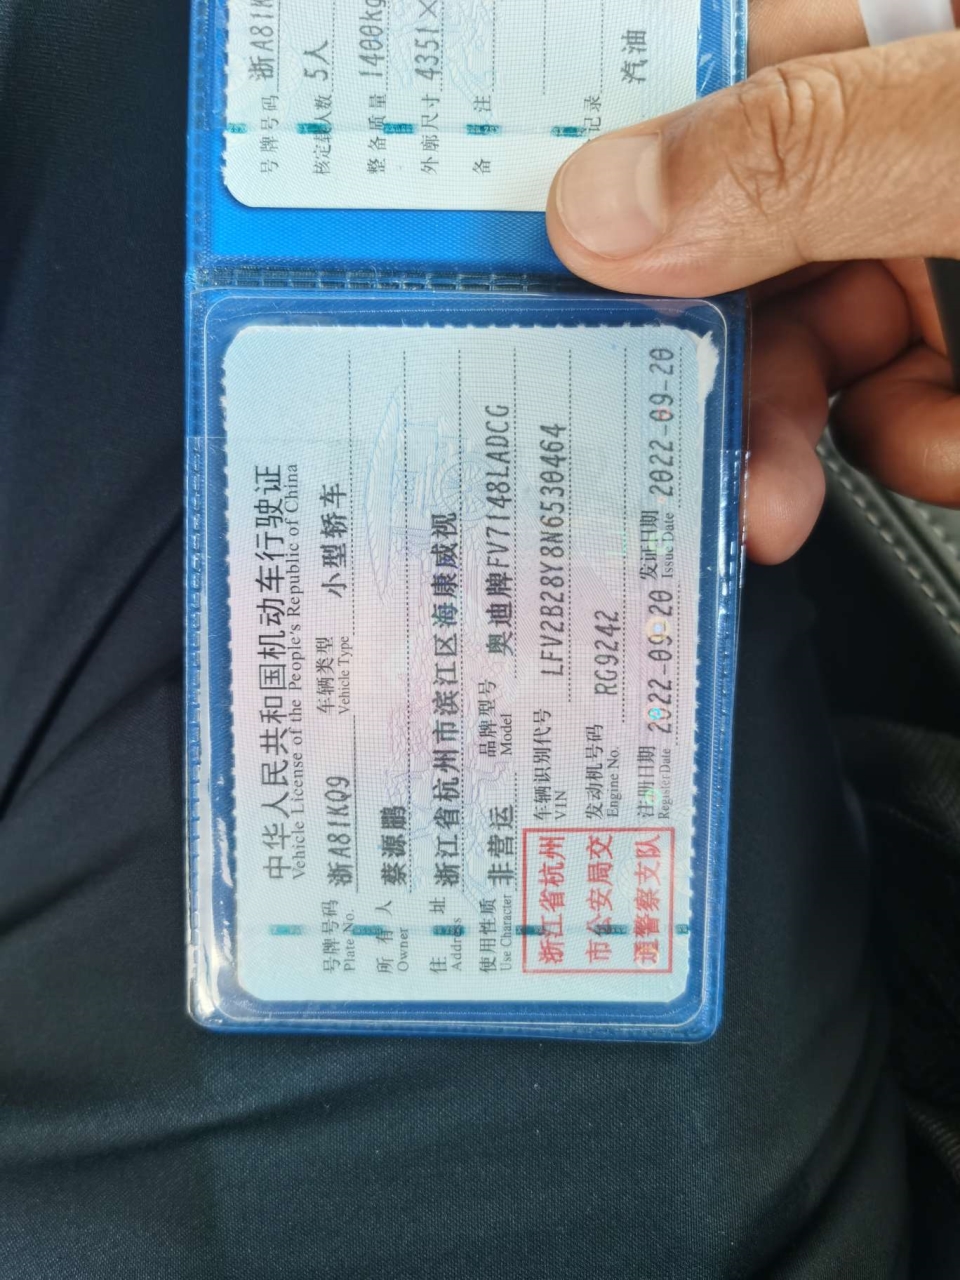 中华人民共和国机动车行驶证
Vehicle License of the People's Republic of China
号牌号码 浙A81KQ9 车辆类型 小型轿车
Plate No. Vehicle Type
所有人 蔡源鹏
Owner
住址 浙江省杭州市滨江区海康威视
Address
使用性质 非营运 品牌型号 奥迪牌FV7148LADCG
Use Character Model
车辆识别代号 LFV2B28Y8N6530464
VIN
发动机号码 RG9242
Engine No.
注册日期 2022-09-20 发证日期 2022-09-20
Register Date Issue Date
浙江省杭州
市公安局交
通警察支队
号牌号码 浙A81K
核定载人数 5人
整备质量 1400kg
外廓尺寸 4351×
备注
记录
汽油